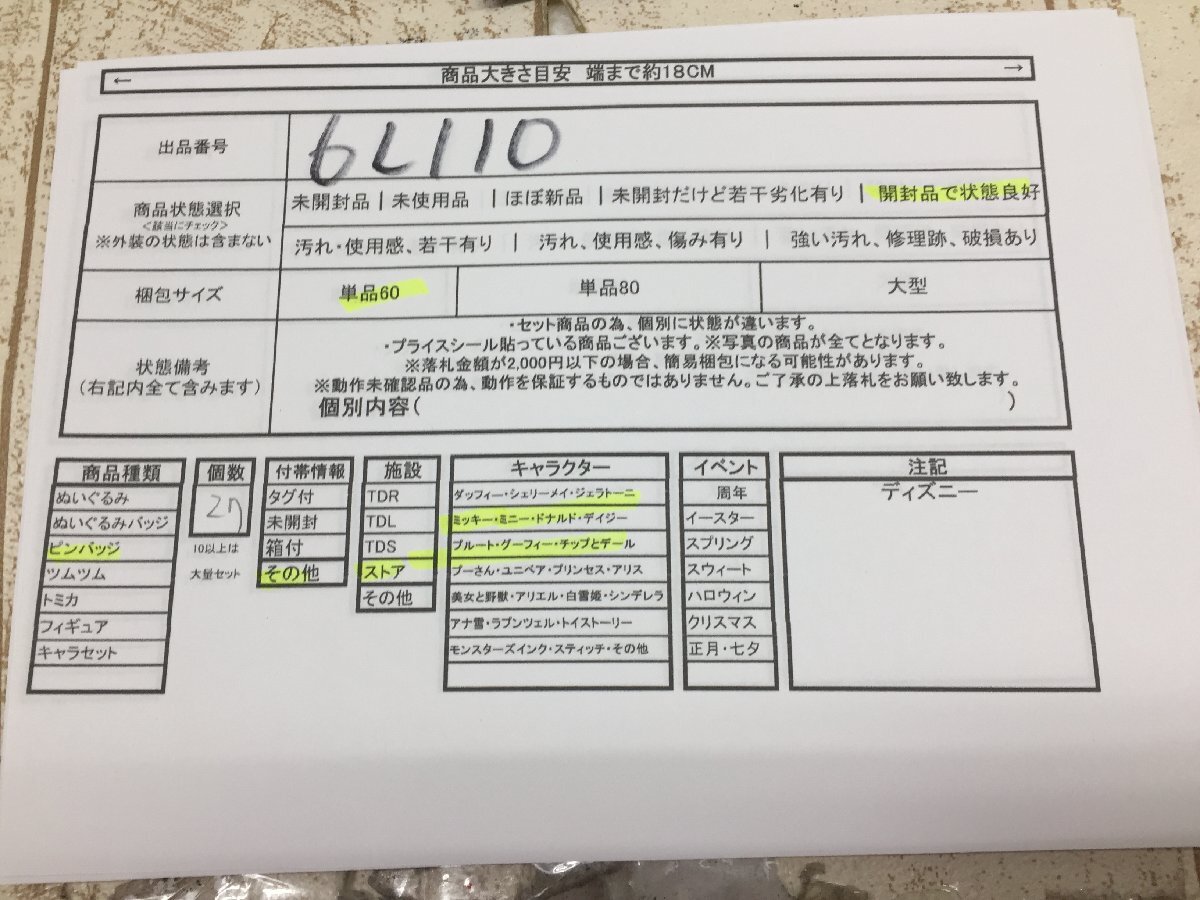 ← 商品大きさ目安 端まで約18CM →
出品番号 6L110
商品状態選択
<該当にチェック>
※外装の状態は含まない
未開封品 | 未使用品 | ほぼ新品 | 未開封だけど若干劣化有り | 開封品で状態良好
汚れ・使用感、若干有り | 汚れ、使用感、傷み有り | 強い汚れ、修理跡、破損あり
梱包サイズ 単品60 単品80 大型
状態備考
(右記内全て含みます)
・セット商品の為、個別に状態が違います。
・プライスシール貼っている商品ございます。※写真の商品が全てとなります。
※落札金額が2,000円以下の場合、簡易梱包になる可能性があります。
※動作未確認品の為、動作を保証するものではありません。ご了承の上落札をお願い致します。
個別内容( )
商品種類
ぬいぐるみ
ぬいぐるみバッジ
ピンバッジ
ツムツム
トミカ
フィギュア
キャラセット
個数
10以上は
大量セット
付帯情報
タグ付
未開封
箱付
その他
施設
TDR
TDL
TDS
ストア
その他
キャラクター
ダッフィー・シェリーメイ・ジェラトーニ
ミッキー・ミニー・ドナルド・デイジー
プルート・グーフィー・チップとデール
プーさん・ユニベア・プリンセス・アリス
美女と野獣・アリエル・白雪姫・シンデレラ
アナ雪・ラプンツェル・トイストーリー
モンスターズインク・スティッチ・その他
イベント
周年
イースター
スプリング
スウィート
ハロウィン
クリスマス
正月・七夕
注記
ディズニー